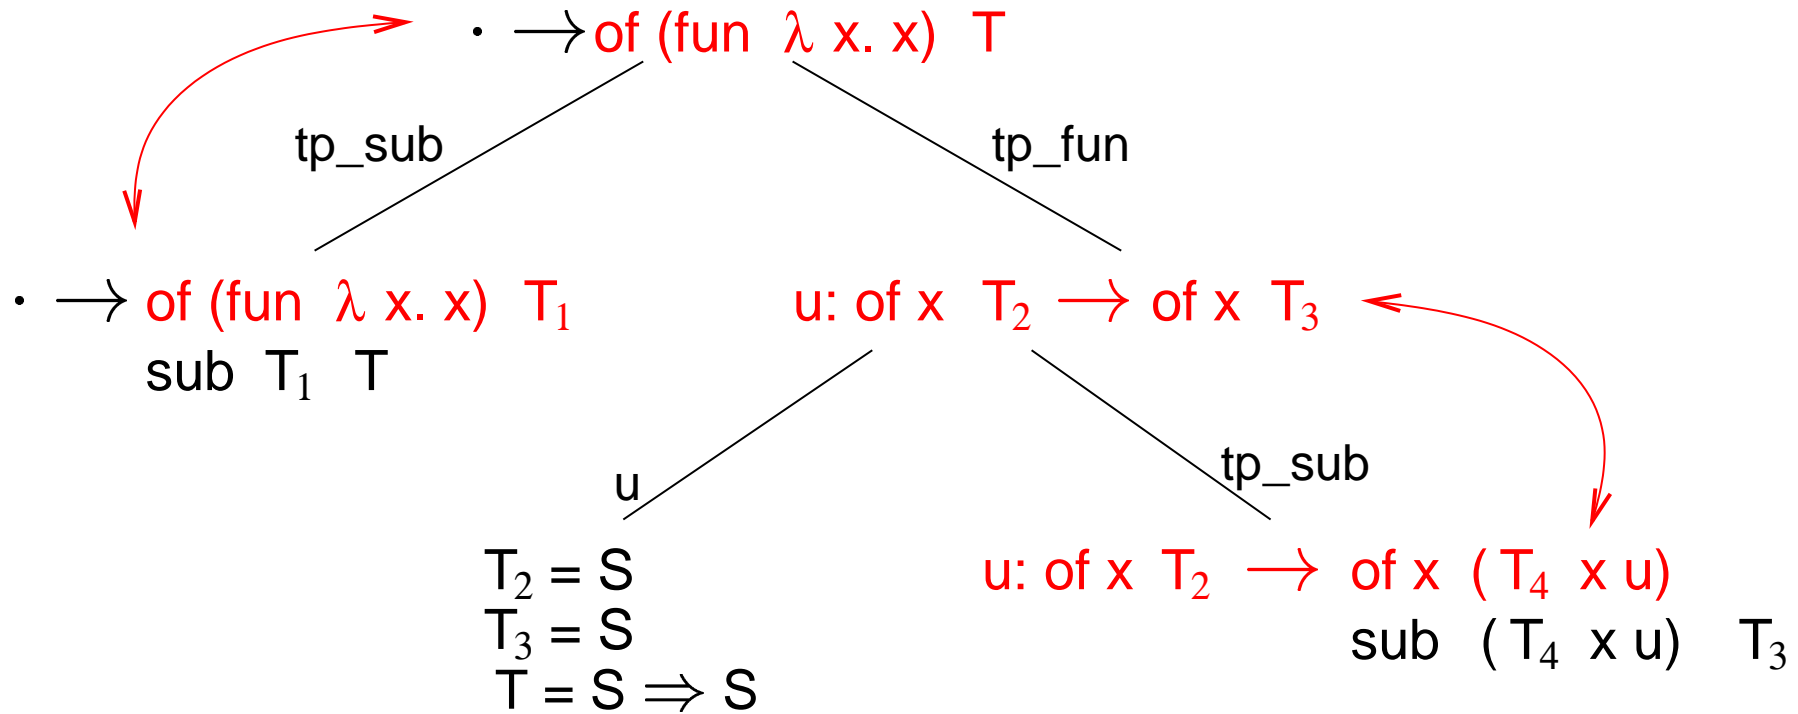 · → of (fun λ x. x) T
tp_sub
tp_fun
· → of (fun λ x. x) T₁
sub T₁ T
u: of x T₂ → of x T₃
u
tp_sub
T₂ = S
T₃ = S
T = S ⇒ S
u: of x T₂ → of x (T₄ x u)
sub (T₄ x u) T₃